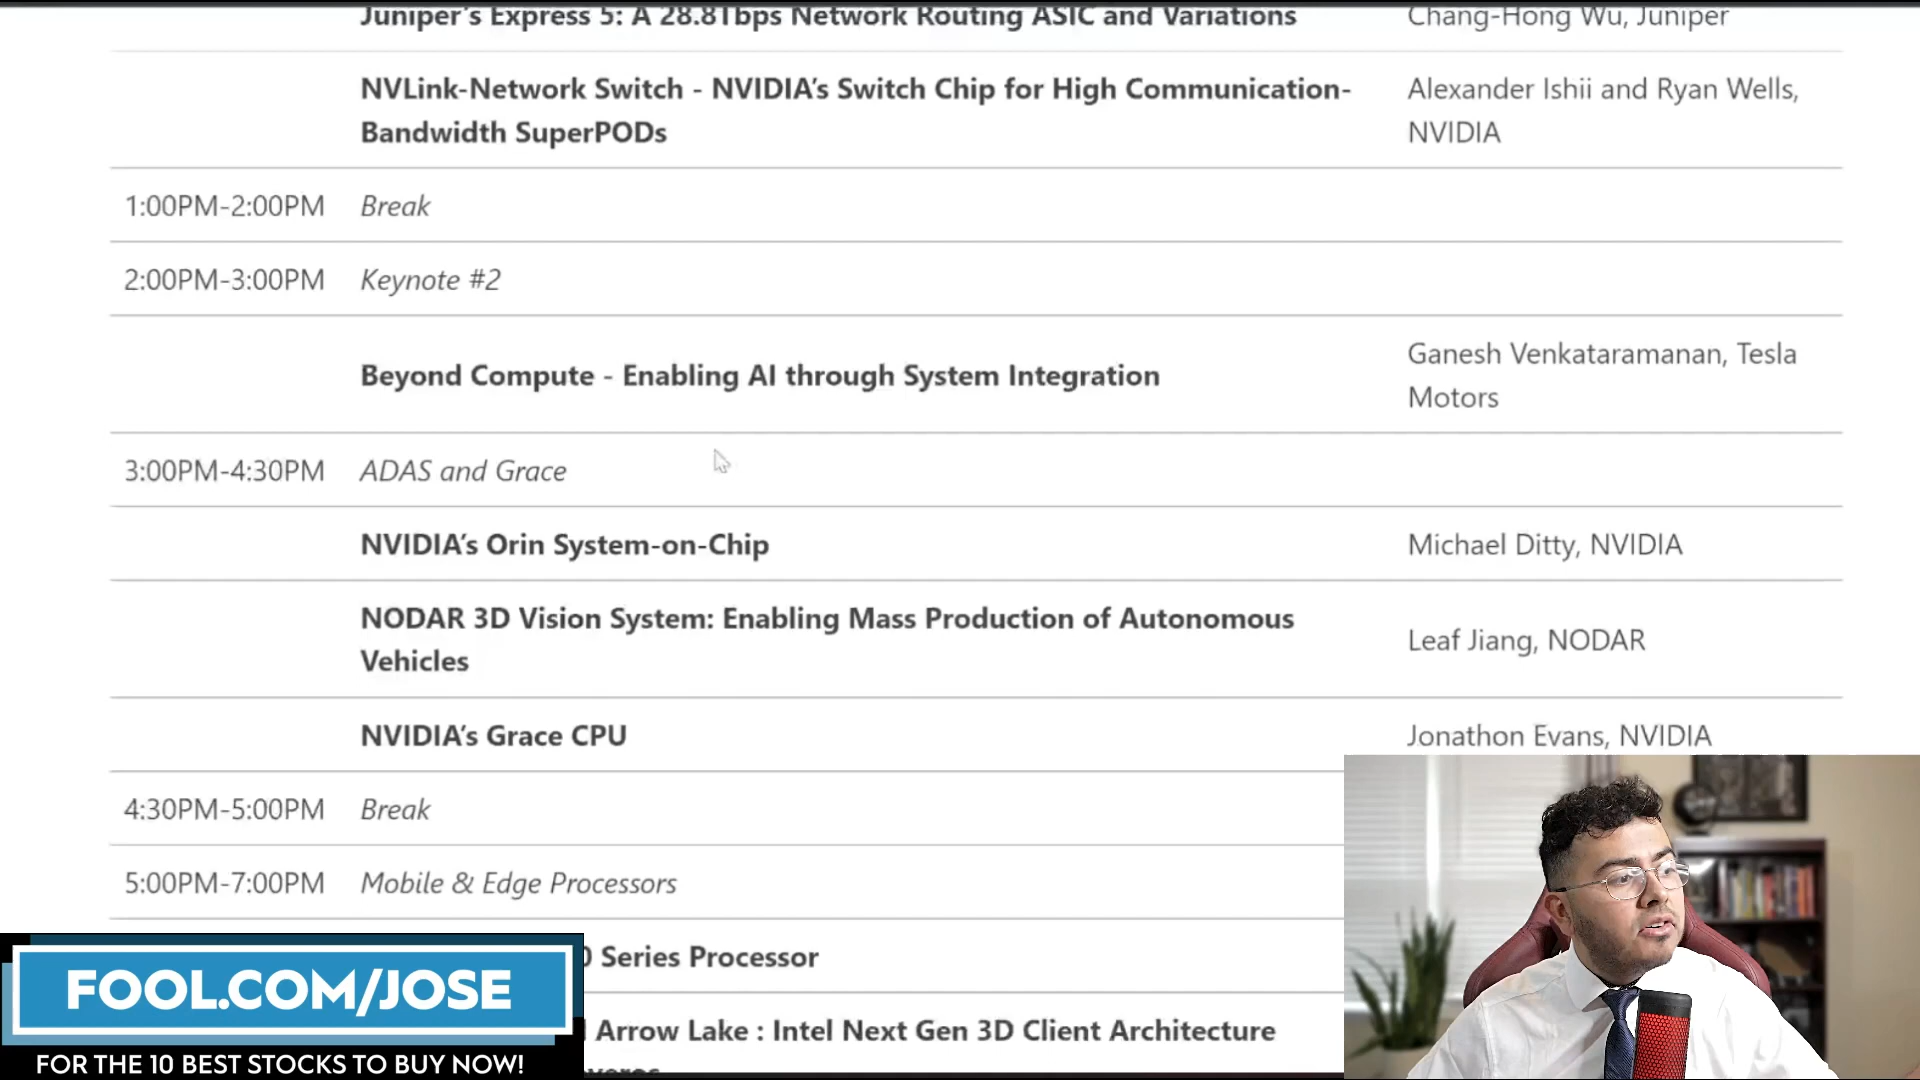 Juniper's Express 5: A 28.8Tbps Network Routing ASIC and Variations
Chang-Hong Wu, Juniper
NVLink-Network Switch - NVIDIA's Switch Chip for High Communication-
Bandwidth SuperPODs
Alexander Ishii and Ryan Wells,
NVIDIA
1:00PM-2:00PM Break
2:00PM-3:00PM Keynote #2
Beyond Compute - Enabling AI through System Integration
Ganesh Venkataramanan, Tesla
Motors
3:00PM-4:30PM ADAS and Grace
NVIDIA's Orin System-on-Chip
Michael Ditty, NVIDIA
NODAR 3D Vision System: Enabling Mass Production of Autonomous
Vehicles
Leaf Jiang, NODAR
NVIDIA's Grace CPU
Jonathon Evans, NVIDIA
4:30PM-5:00PM Break
5:00PM-7:00PM Mobile & Edge Processors
0 Series Processor
Arrow Lake : Intel Next Gen 3D Client Architecture
FOOL.COM/JOSE
FOR THE 10 BEST STOCKS TO BUY NOW!